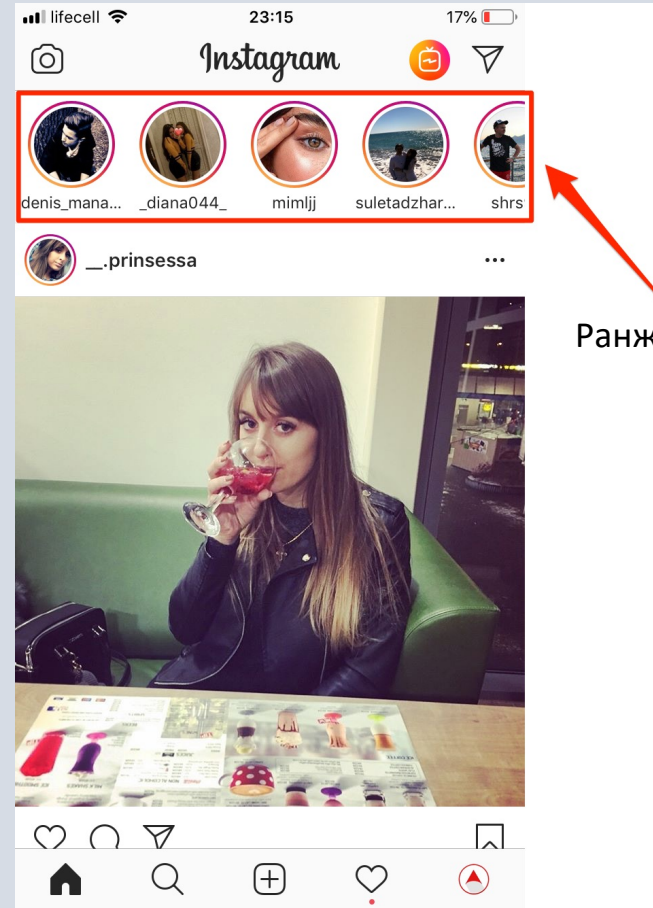 lifecell
23:15
17%
Instagram
denis_mana...
_diana044_
mimljj
suletadzhar...
shrs
__.prinsessa
Ранж